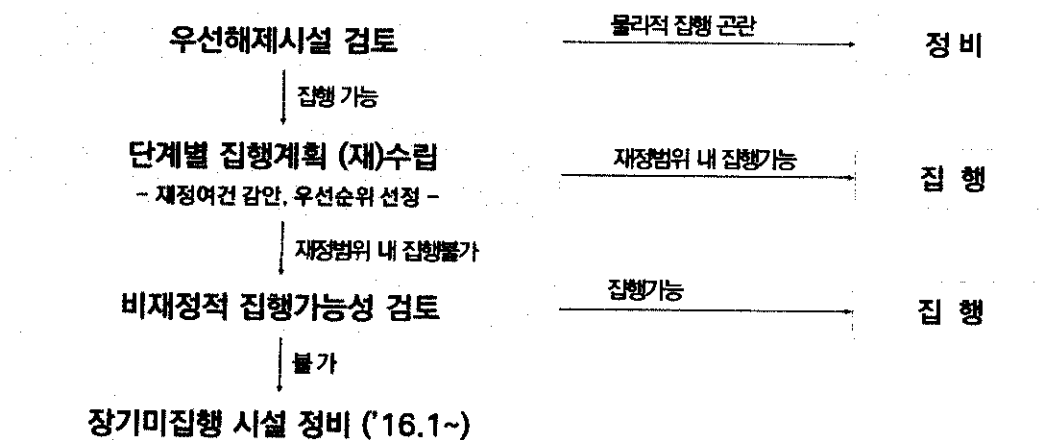 우선해제시설 검토
물리적 집행 곤란
정 비
집행 가능
단계별 집행계획 (재)수립
재정범위 내 집행가능
집 행
- 재정여건 감안, 우선순위 선정 -
재정범위 내 집행불가
비재정적 집행가능성 검토
집행가능
집 행
불 가
장기미집행 시설 정비 ('16.1~)